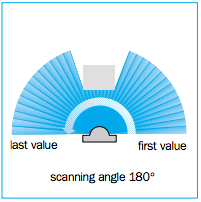 last value first value
scanning angle 180°